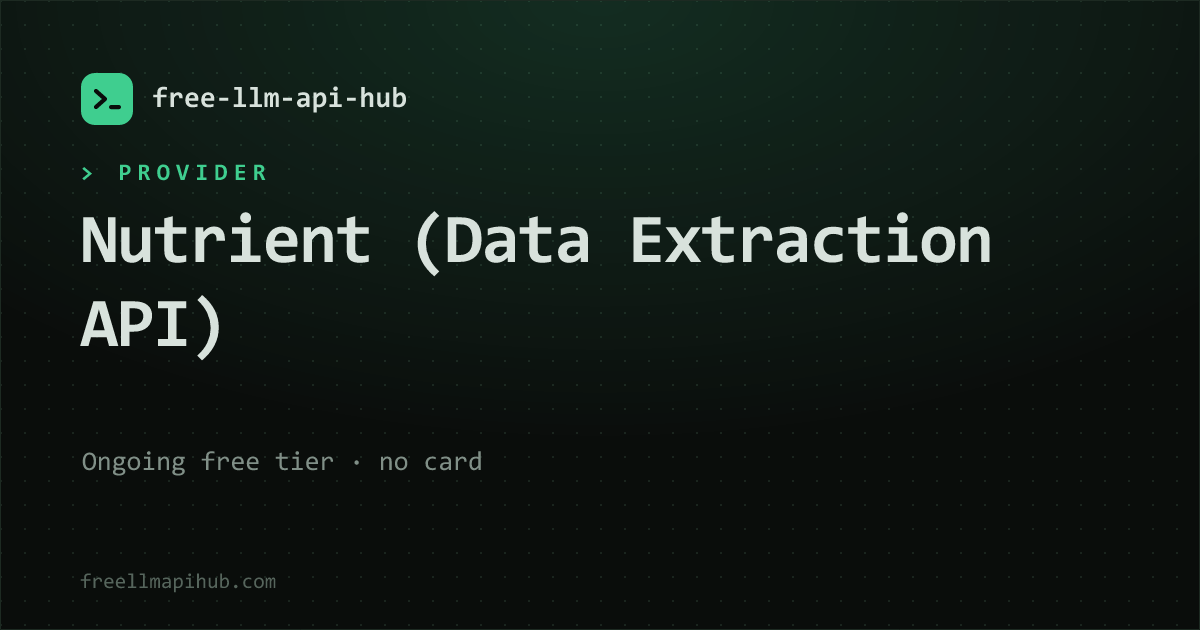 free-llm-api-hub
> PROVIDER
Nutrient (Data Extraction
API)
Ongoing free tier · no card
freellmapihub.com